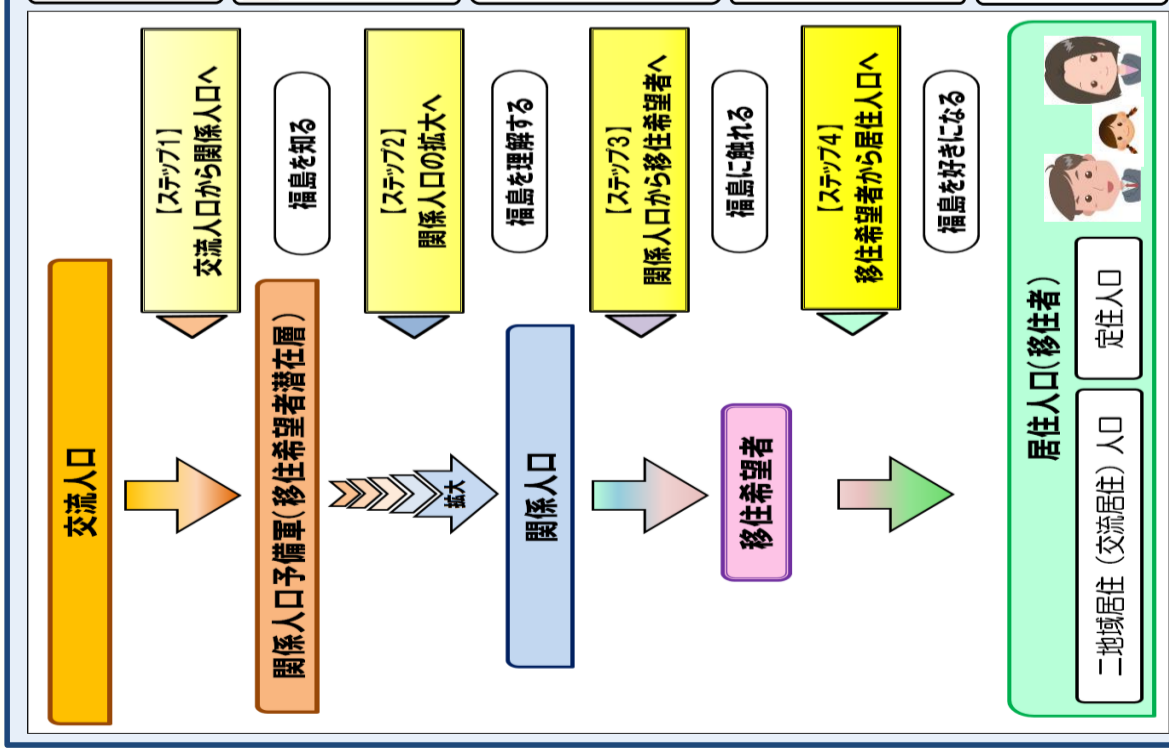 交流人口
【ステップ1】
交流人口から関係人口へ
福島を知る
関係人口予備軍(移住希望者潜在層)
【ステップ2】
関係人口の拡大へ
福島を理解する
拡大
関係人口
【ステップ3】
関係人口から移住希望者へ
福島に触れる
移住希望者
【ステップ4】
移住希望者から居住人口へ
福島を好きになる
居住人口(移住者)
二地域居住（交流居住）人口
定住人口